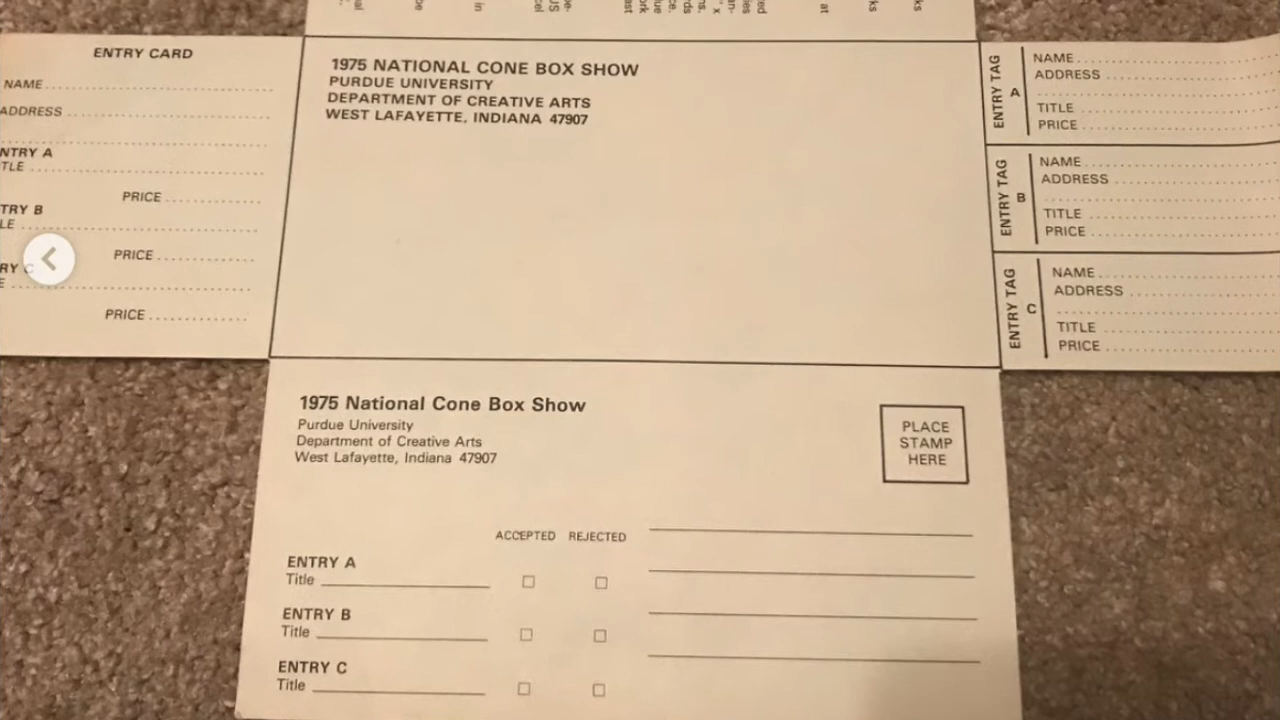 ENTRY CARD
NAME
ADDRESS
TLE
PRICE
TRY B
LE
PRICE
PRICE
1975 NATIONAL CONE BOX SHOW
PURDUE UNIVERSITY
DEPARTMENT OF CREATIVE ARTS
WEST LAFAYETTE, INDIANA 47907
ENTRY TAG
A
NAME
ADDRESS
TITLE
PRICE
ENTRY TAG
B
NAME
ADDRESS
TITLE
PRICE
ENTRY TAG
C
NAME
ADDRESS
TITLE
PRICE
1975 National Cone Box Show
Purdue University
Department of Creative Arts
West Lafayette, Indiana 47907
PLACE
STAMP
HERE
ACCEPTED REJECTED
ENTRY A
Title
ENTRY B
Title
ENTRY C
Title